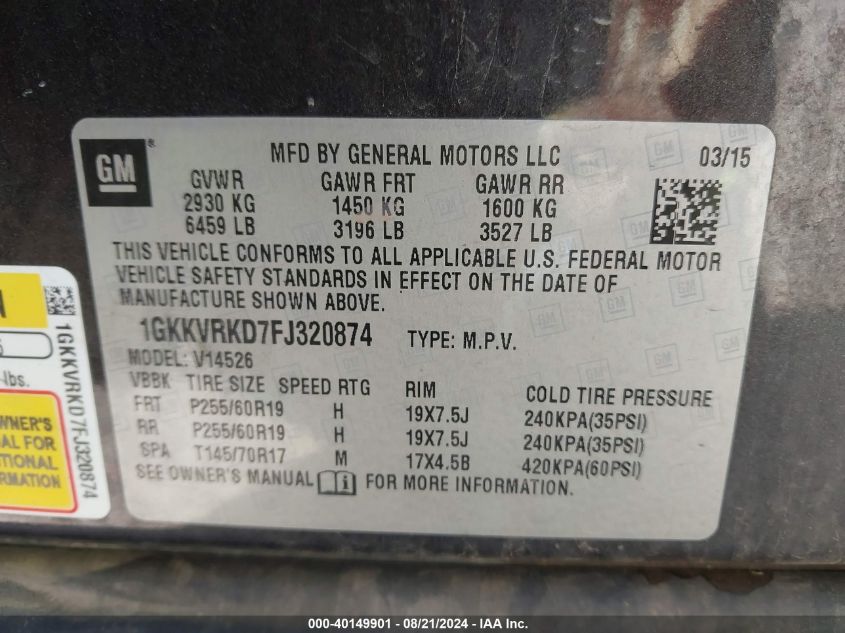 GM
MFD BY GENERAL MOTORS LLC 03/15
GVWR GAWR FRT GAWR RR
2930 KG 1450 KG 1600 KG
6459 LB 3196 LB 3527 LB
THIS VEHICLE CONFORMS TO ALL APPLICABLE U.S. FEDERAL MOTOR
VEHICLE SAFETY STANDARDS IN EFFECT ON THE DATE OF
MANUFACTURE SHOWN ABOVE.
1GKKVRKD7FJ320874 TYPE: M.P.V.
MODEL: V14526
VBBK TIRE SIZE SPEED RTG RIM COLD TIRE PRESSURE
FRT P255/60R19 H 19X7.5J 240KPA(35PSI)
RR P255/60R19 H 19X7.5J 240KPA(35PSI)
SPA T145/70R17 M 17X4.5B 420KPA(60PSI)
SEE OWNER'S MANUAL FOR MORE INFORMATION.
1GKKVRKD7FJ320874
-lbs.
OWNER'S
FOR
000-40149901 - 08/21/2024 - IAA Inc.